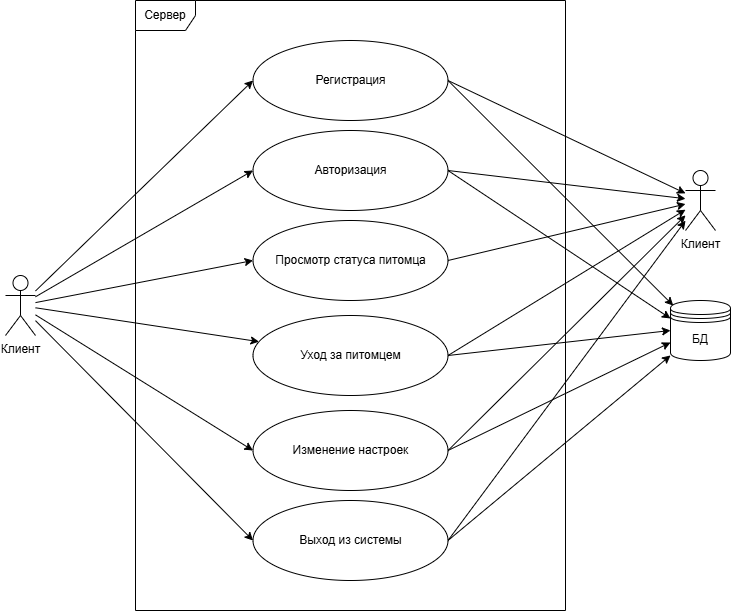 Сервер
Регистрация
Авторизация
Просмотр статуса питомца
Клиент
Уход за питомцем
БД
Клиент
Изменение настроек
Выход из системы